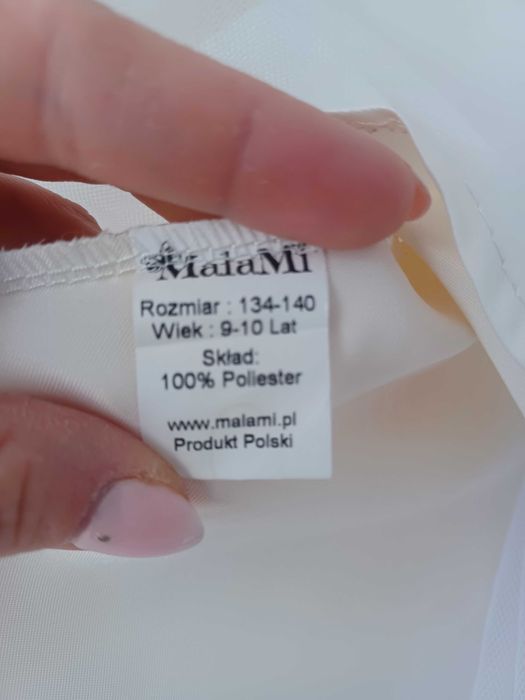 MalaMi
Rozmiar : 134-140
Wiek : 9-10 Lat
Skład:
100% Poliester
www.malami.pl
Produkt Polski